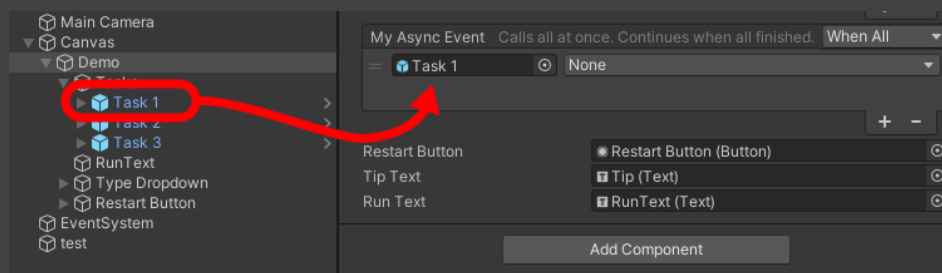 Main Camera
Canvas
Demo
Task 1
Task 2
Task 3
RunText
Type Dropdown
Restart Button
EventSystem
test
My Async Event Calls all at once. Continues when all finished. When All
Task 1 None
+ −
Restart Button Restart Button (Button)
Tip Text Tip (Text)
Run Text RunText (Text)
Add Component